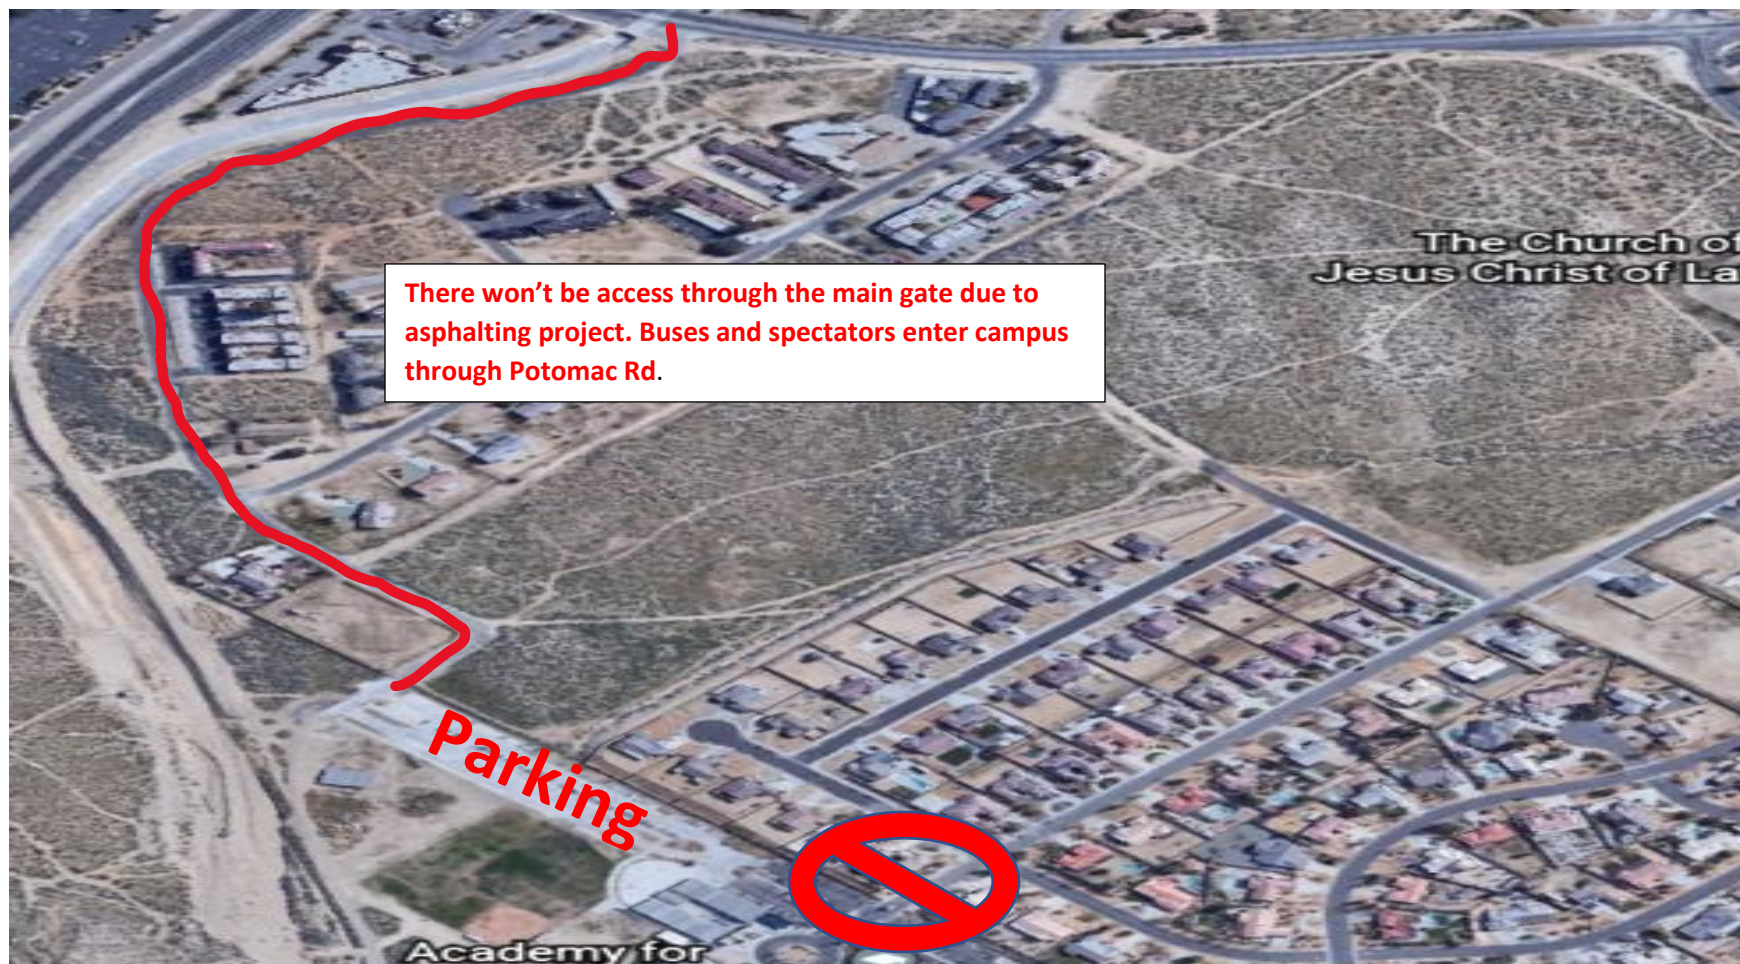 The Church of
Jesus Christ of La
There won’t be access through the main gate due to
asphalting project. Buses and spectators enter campus
through Potomac Rd.
Parking
Academy for